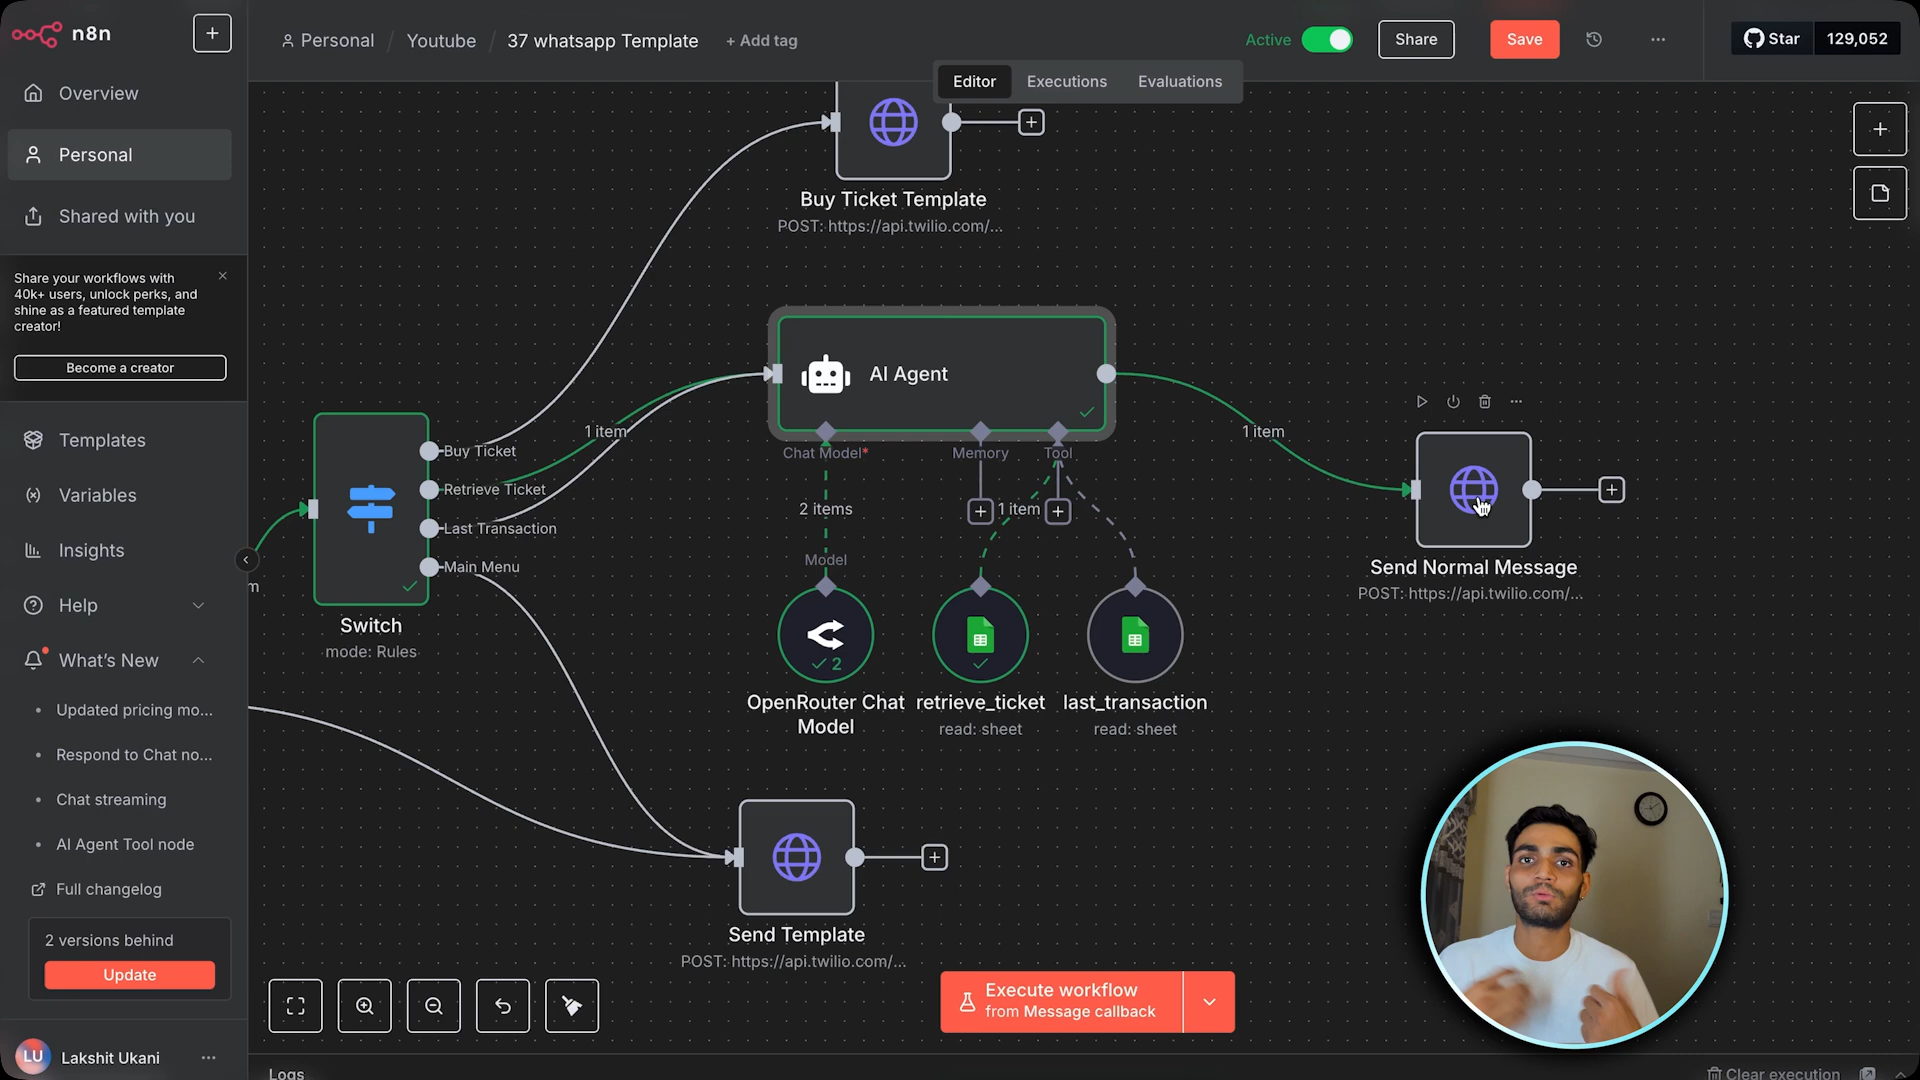 n8n
Personal / Youtube / 37 whatsapp Template + Add tag
Active
Share
Save
Star 129,052
Editor Executions Evaluations
Overview
Personal
Shared with you
Share your workflows with
40k+ users, unlock perks, and
shine as a featured template
creator!
Become a creator
Templates
Variables
Insights
Help
What's New
Updated pricing mo...
Respond to Chat no...
Chat streaming
AI Agent Tool node
Full changelog
2 versions behind
Update
LU Lakshit Ukani
Buy Ticket Template
POST: https://api.twilio.com/...
AI Agent
1 item
1 item
Buy Ticket
Retrieve Ticket
Last Transaction
Main Menu
Switch
mode: Rules
m
Chat Model*
Memory
Tool
2 items
1 item
Model
2
OpenRouter Chat
Model
retrieve_ticket
read: sheet
last_transaction
read: sheet
Send Normal Message
POST: https://api.twilio.com/...
Send Template
POST: https://api.twilio.com/...
Execute workflow
from Message callback
Logs
Clear execution